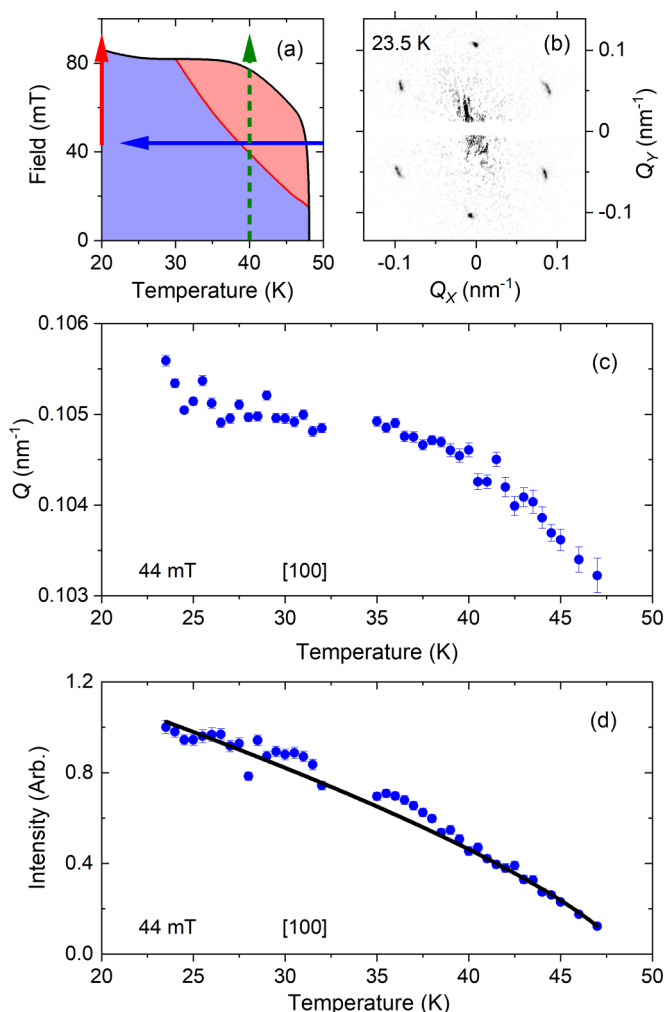 (a)
80
40
0
Field (mT)
20
30
40
50
Temperature (K)
23.5 K
(b)
0.1
0
-0.1
Q_Y (nm⁻¹)
-0.1
0
0.1
Q_X (nm⁻¹)
0.106
0.105
0.104
0.103
Q (nm⁻¹)
(c)
44 mT
[100]
20
25
30
35
40
45
50
Temperature (K)
1.2
0.8
0.4
0.0
Intensity (Arb.)
(d)
44 mT
[100]
20
25
30
35
40
45
50
Temperature (K)